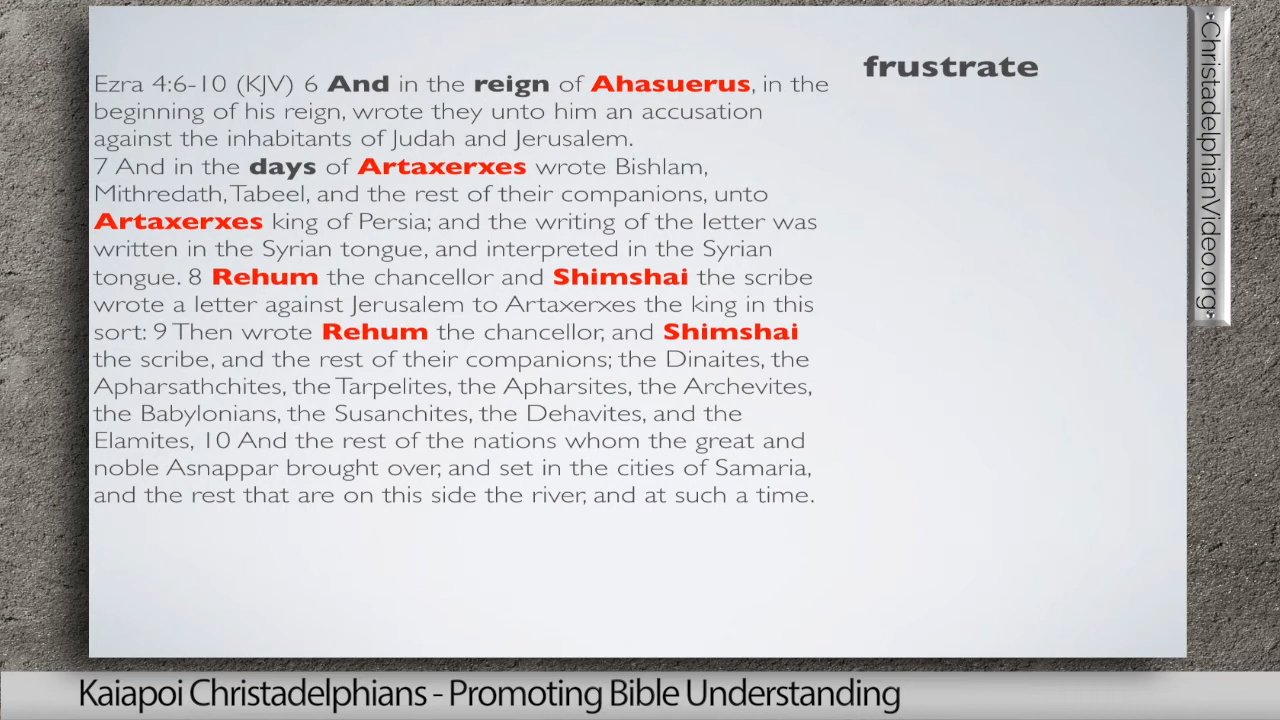 frustrate
Ezra 4:6-10 (KJV) 6 And in the reign of Ahasuerus, in the
beginning of his reign, wrote they unto him an accusation
against the inhabitants of Judah and Jerusalem.
7 And in the days of Artaxerxes wrote Bishlam,
Mithredath, Tabeel, and the rest of their companions, unto
Artaxerxes king of Persia; and the writing of the letter was
written in the Syrian tongue, and interpreted in the Syrian
tongue. 8 Rehum the chancellor and Shimshai the scribe
wrote a letter against Jerusalem to Artaxerxes the king in this
sort: 9 Then wrote Rehum the chancellor, and Shimshai
the scribe, and the rest of their companions; the Dinaites, the
Apharsathchites, the Tarpelites, the Apharsites, the Archevites,
the Babylonians, the Susanchites, the Dehavites, and the
Elamites, 10 And the rest of the nations whom the great and
noble Asnappar brought over, and set in the cities of Samaria,
and the rest that are on this side the river, and at such a time.
ChristadelphianVideo.org
Kaiapoi Christadelphians - Promoting Bible Understanding